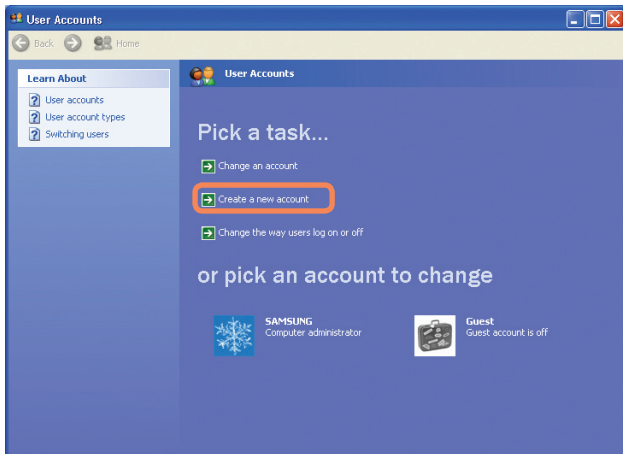 User Accounts
Back
Home
Learn About
User accounts
User account types
Switching users
User Accounts
Pick a task...
Change an account
Create a new account
Change the way users log on or off
or pick an account to change
SAMSUNG
Computer administrator
Guest
Guest account is off